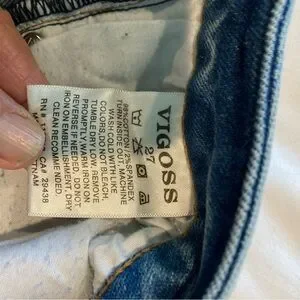 VIGOSS
27
98% COTTON / 2% SPANDEX
TURN INSIDE OUT. MACHINE
WASH COLD WITH LIKE
COLORS. DO NOT BLEACH.
TUMBLE DRY LOW. REMOVE
PROMPTLY. WARM IRON ON
REVERSE IF NEEDED. DO NOT
IRON ON EMBELLISHMENT. DRY
CLEAN RECOMMENDED.
RN# CA# 29438